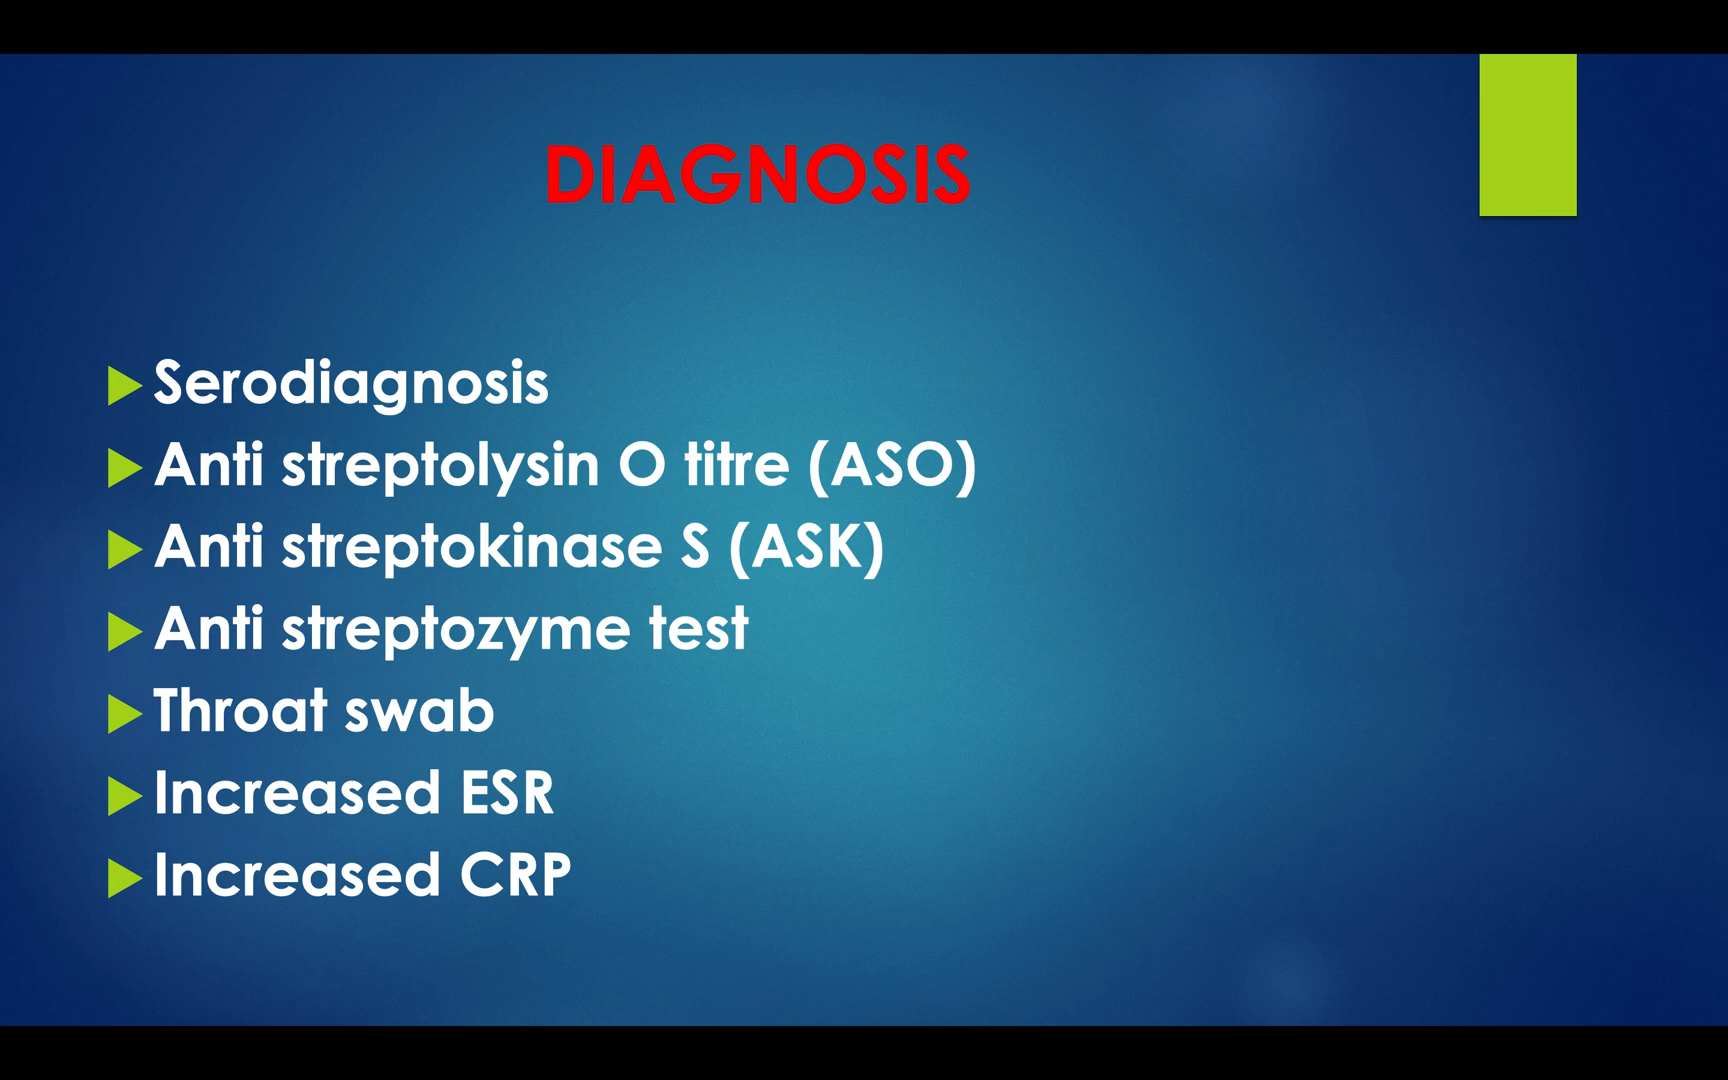 DIAGNOSIS
Serodiagnosis
Anti streptolysin O titre (ASO)
Anti streptokinase S (ASK)
Anti streptozyme test
Throat swab
Increased ESR
Increased CRP